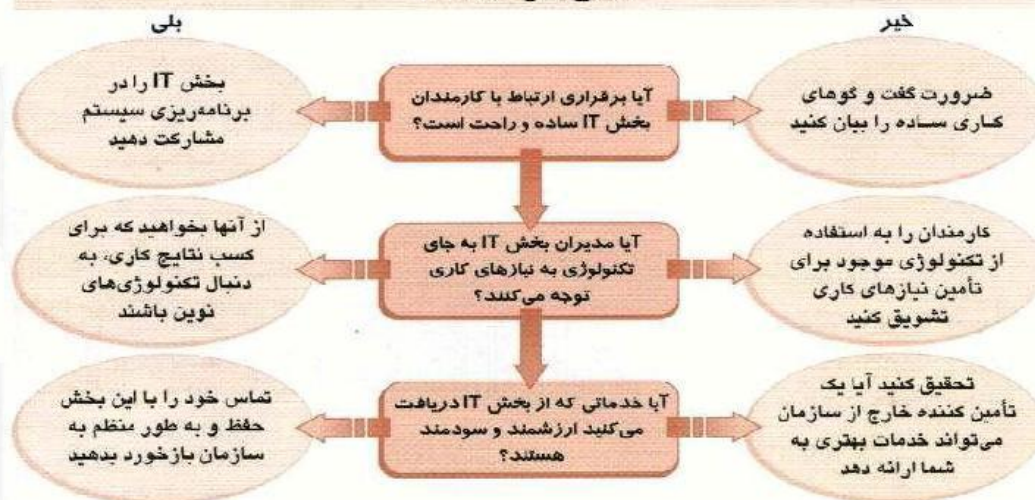 خیر
بلی
ضرورت گفت و گوهای
کاری ساده را بیان کنید
آیا برقراری ارتباط با کارمندان
بخش IT ساده و راحت است؟
بخش IT را در
برنامه‌ریزی سیستم
مشارکت دهید
کارمندان را به استفاده
از تکنولوژی موجود برای
تأمین نیازهای کاری
تشویق کنید
آیا مدیران بخش IT به جای
تکنولوژی به نیازهای کاری
توجه می‌کنند؟
از آنها بخواهید که برای
کسب نتایج کاری، به
دنبال تکنولوژی‌های
نوین باشند
تحقیق کنید آیا یک
تأمین کننده خارج از سازمان
می‌تواند خدمات بهتری به
شما ارائه دهد
آیا خدماتی که از بخش IT دریافت
می‌کنید ارزشمند و سودمند
هستند؟
تماس خود را با این بخش
حفظ و به طور منظم به
سازمان بازخورد بدهید